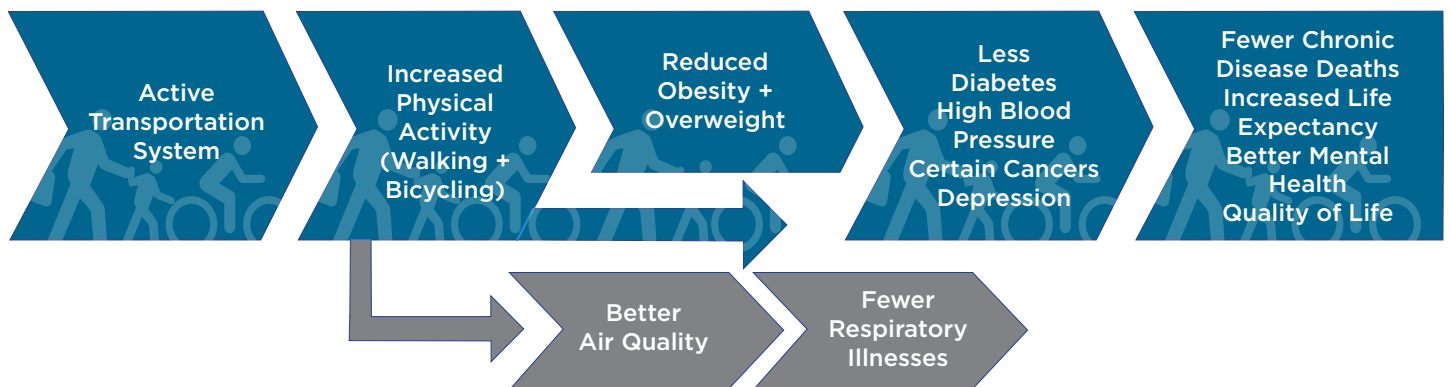 Active
Transportation
System
Increased
Physical
Activity
(Walking +
Bicycling)
Reduced
Obesity +
Overweight
Less
Diabetes
High Blood
Pressure
Certain Cancers
Depression
Fewer Chronic
Disease Deaths
Increased Life
Expectancy
Better Mental
Health
Quality of Life
Better
Air Quality
Fewer
Respiratory
Illnesses